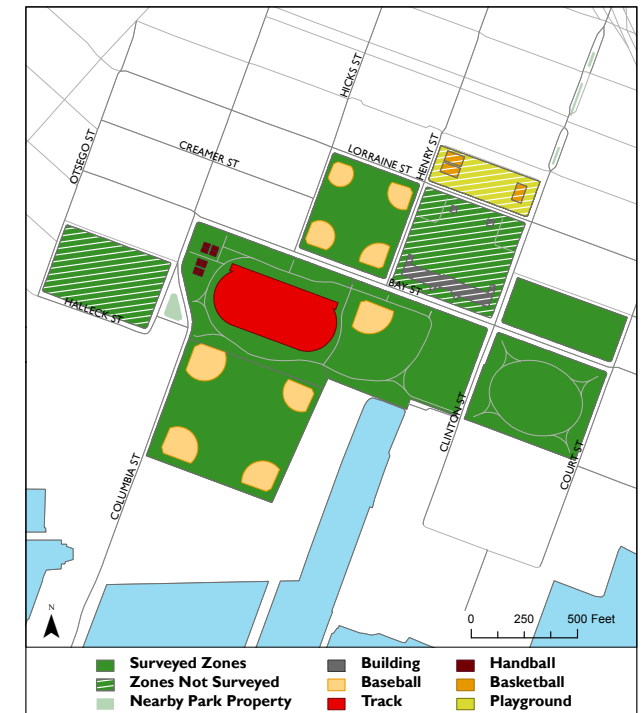 HICKS ST
OTSEGO ST
CREAMER ST
LORRAINE ST
HENRY ST
BAY ST
HALLECK ST
CLINTON ST
COURT ST
COLUMBIA ST
N
0 250 500 Feet
Surveyed Zones
Zones Not Surveyed
Nearby Park Property
Building
Baseball
Track
Handball
Basketball
Playground